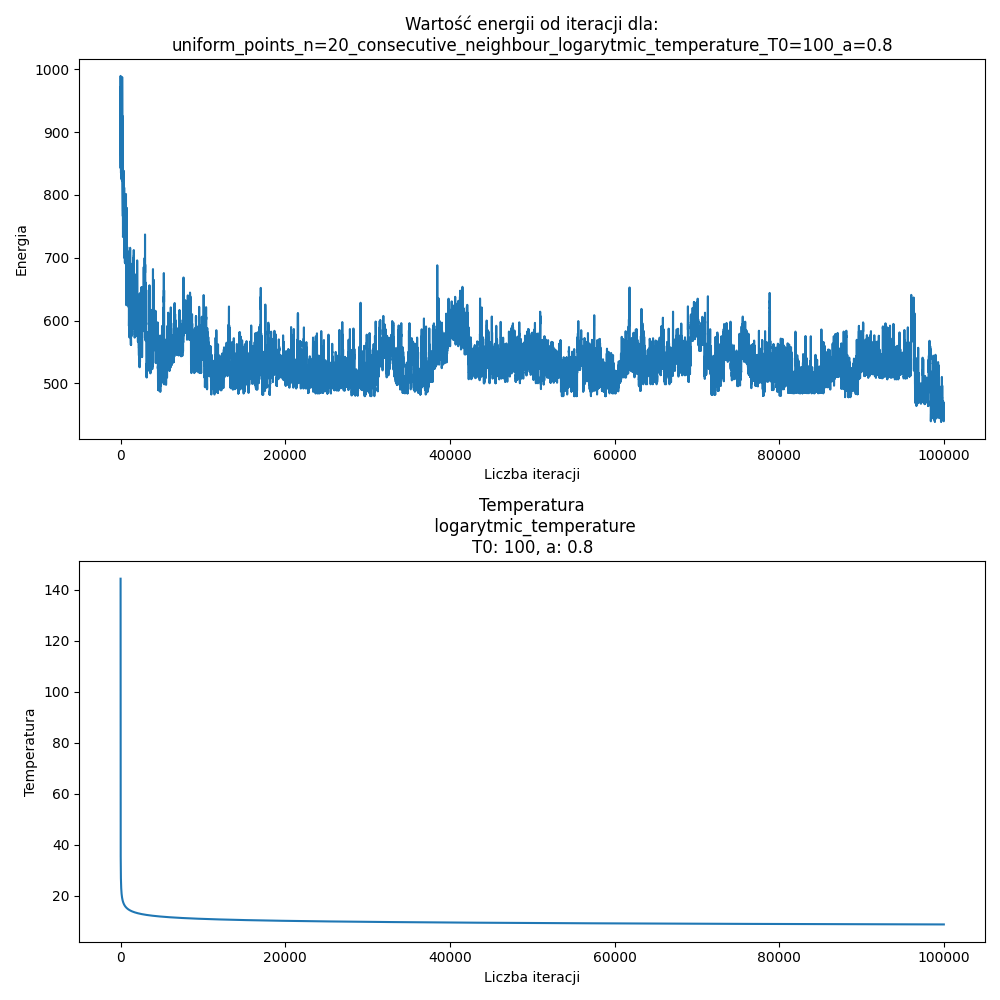 Wartość energii od iteracji dla:
uniform_points_n=20_consecutive_neighbour_logarytmic_temperature_T0=100_a=0.8
1000
900
800
700
600
500
Energia
0 20000 40000 60000 80000 100000
Liczba iteracji
Temperatura
logarytmic_temperature
T0: 100, a: 0.8
140
120
100
80
60
40
20
Temperatura
0 20000 40000 60000 80000 100000
Liczba iteracji